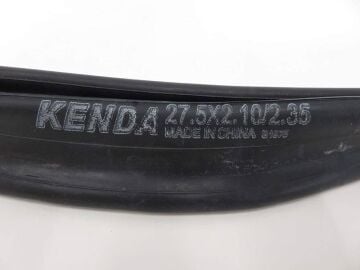 KENDA 27.5X2.10/2.35
MADE IN CHINA